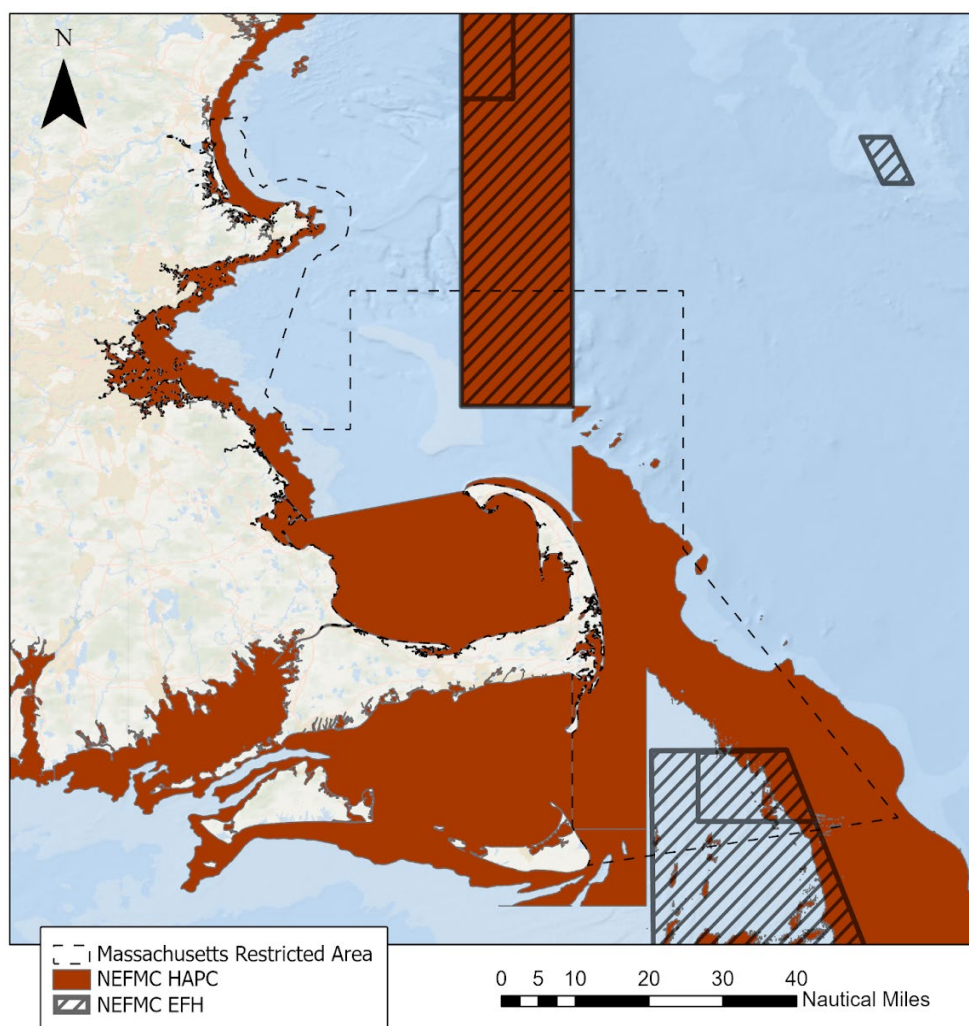 N
Massachusetts Restricted Area
NEFMC HAPC
NEFMC EFH
0 5 10 20 30 40
Nautical Miles